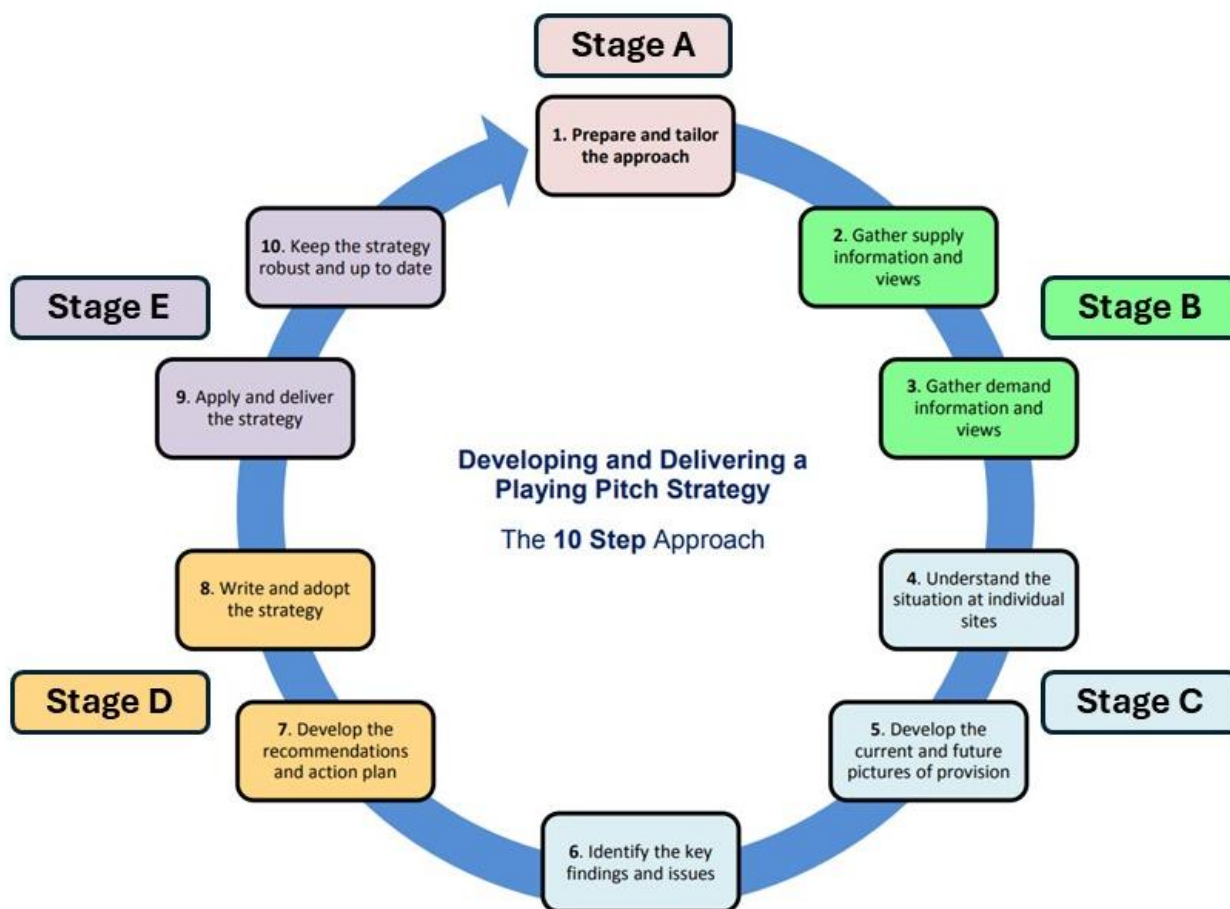 Stage A
1. Prepare and tailor
the approach
2. Gather supply
information and
views
Stage B
3. Gather demand
information and
views
4. Understand the
situation at individual
sites
Stage C
5. Develop the
current and future
pictures of provision
6. Identify the key
findings and issues
7. Develop the
recommendations
and action plan
Stage D
8. Write and adopt
the strategy
9. Apply and deliver
the strategy
Stage E
10. Keep the strategy
robust and up to date
Developing and Delivering a
Playing Pitch Strategy
The 10 Step Approach